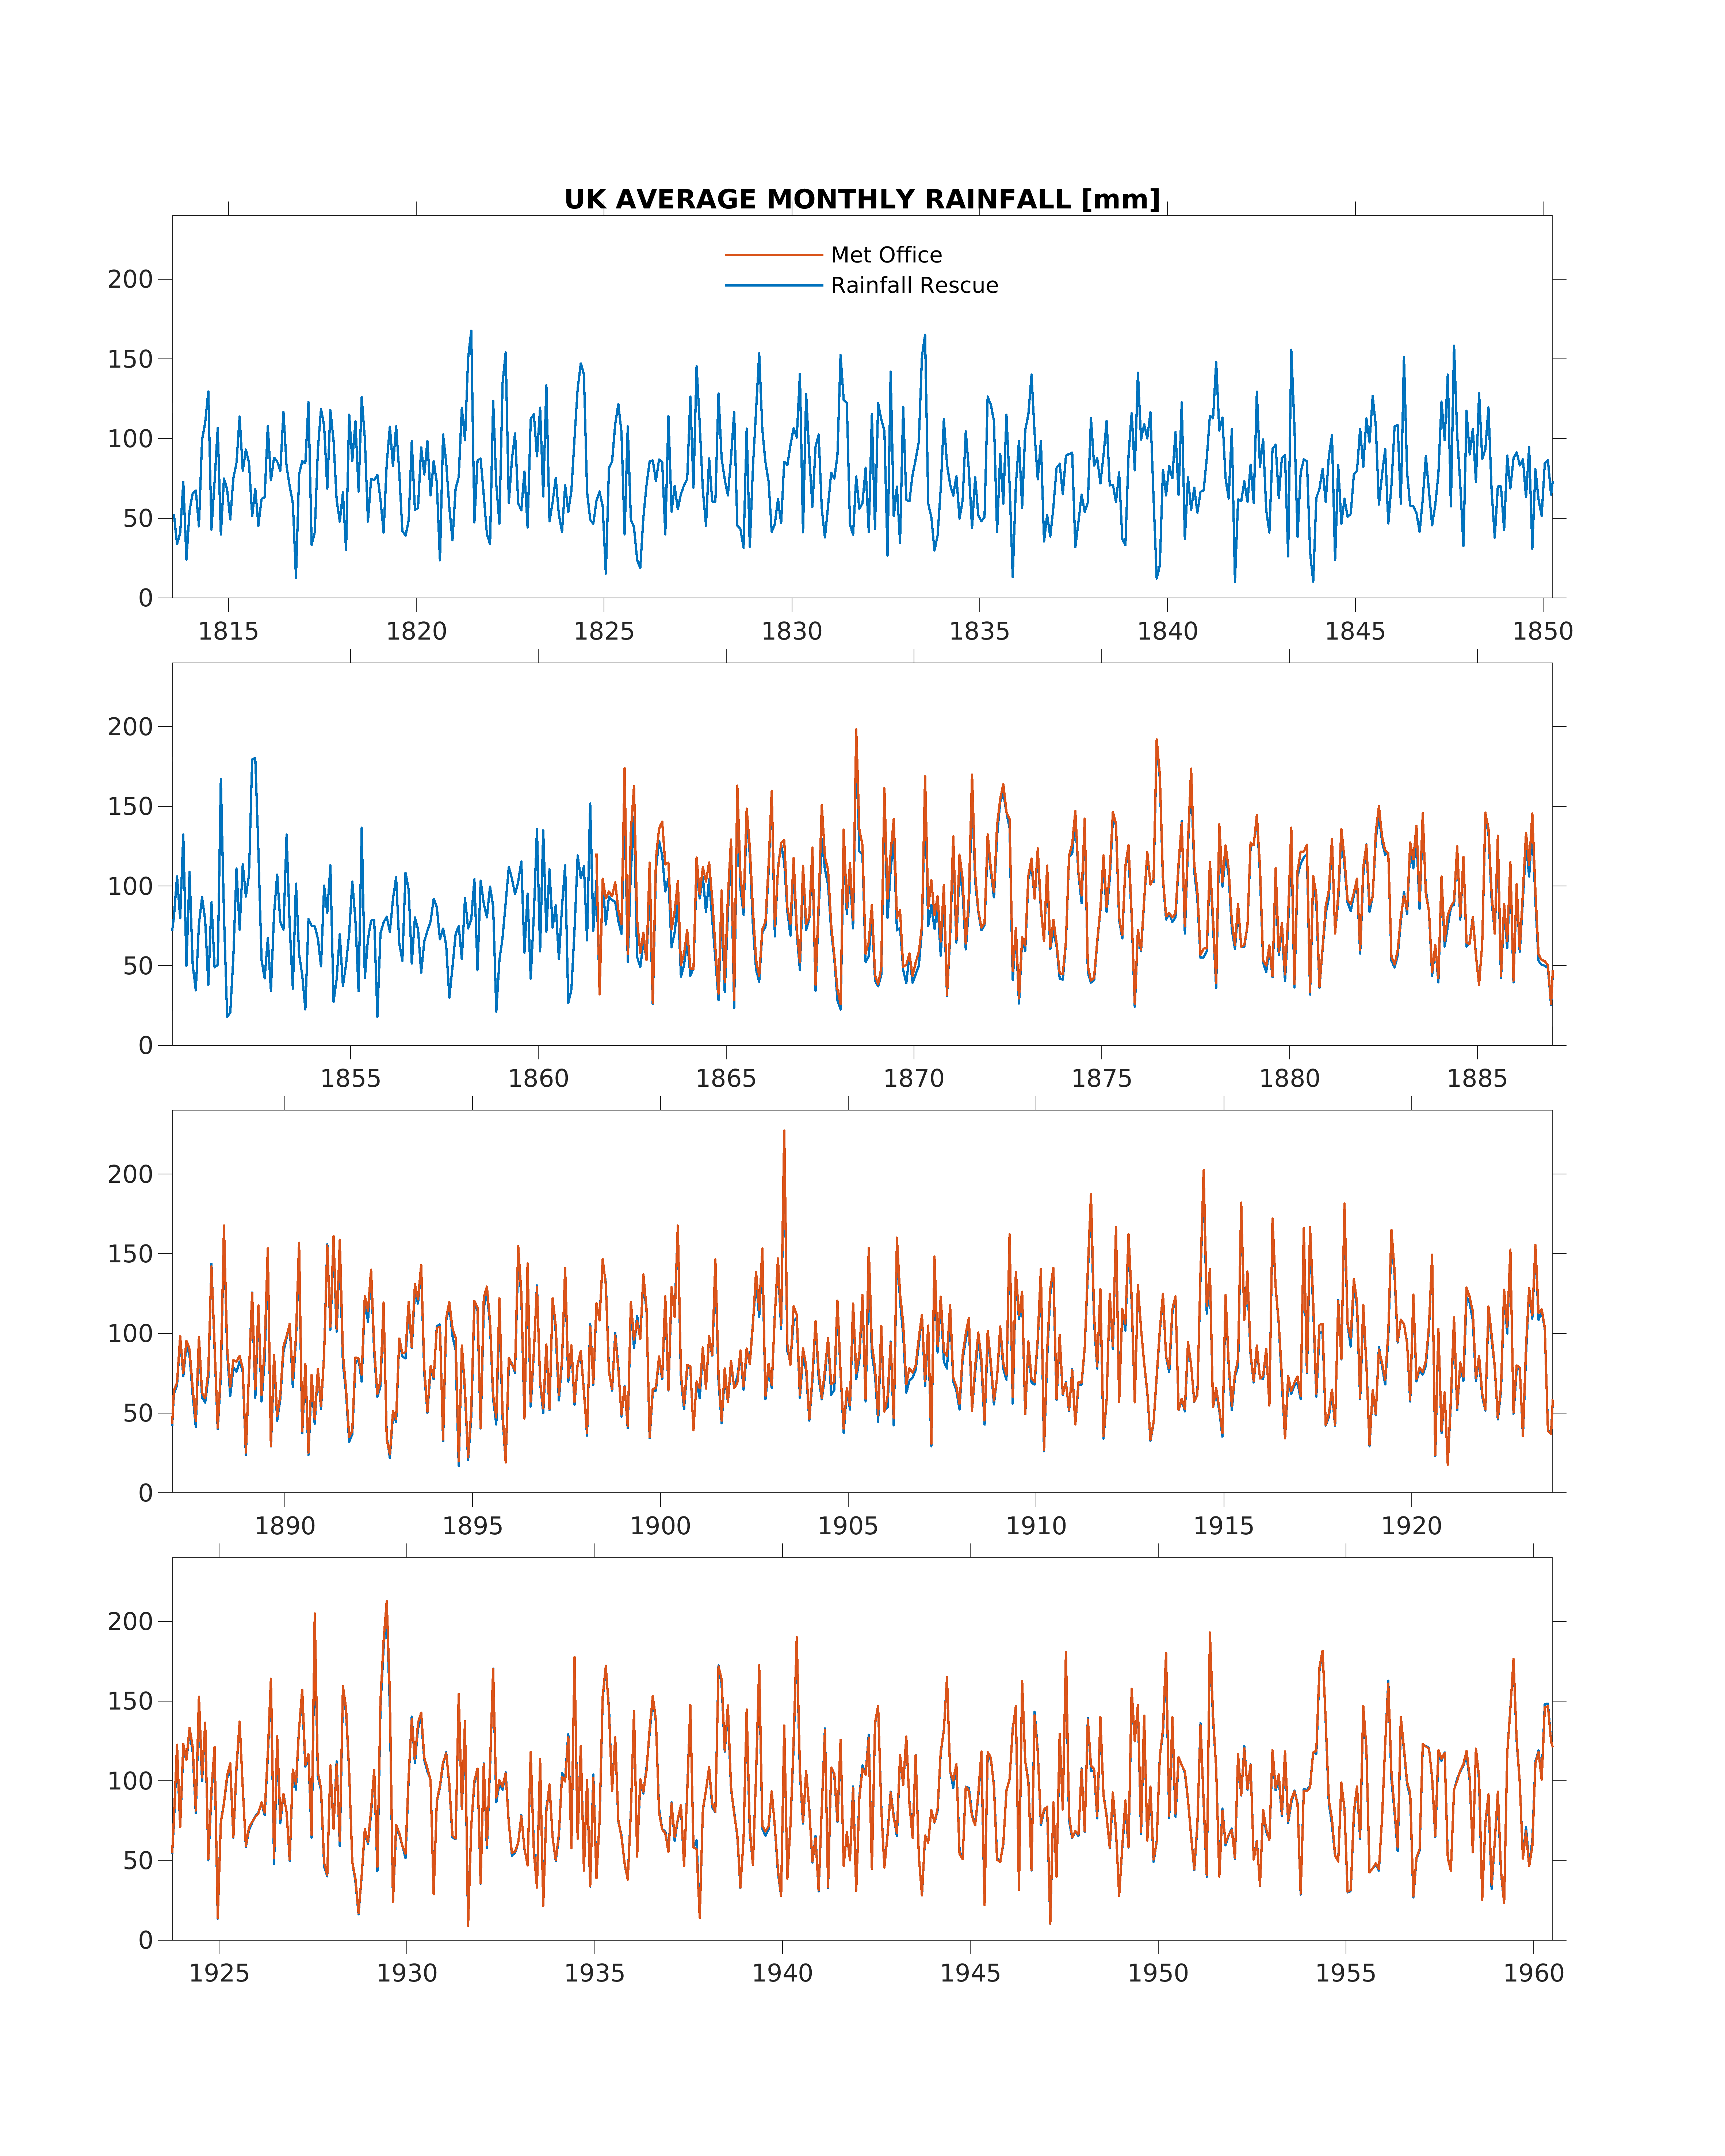 UK AVERAGE MONTHLY RAINFALL [mm]
Met Office
Rainfall Rescue
200
150
100
50
0
1815 1820 1825 1830 1835 1840 1845 1850
200
150
100
50
0
1855 1860 1865 1870 1875 1880 1885
200
150
100
50
0
1890 1895 1900 1905 1910 1915 1920
200
150
100
50
0
1925 1930 1935 1940 1945 1950 1955 1960